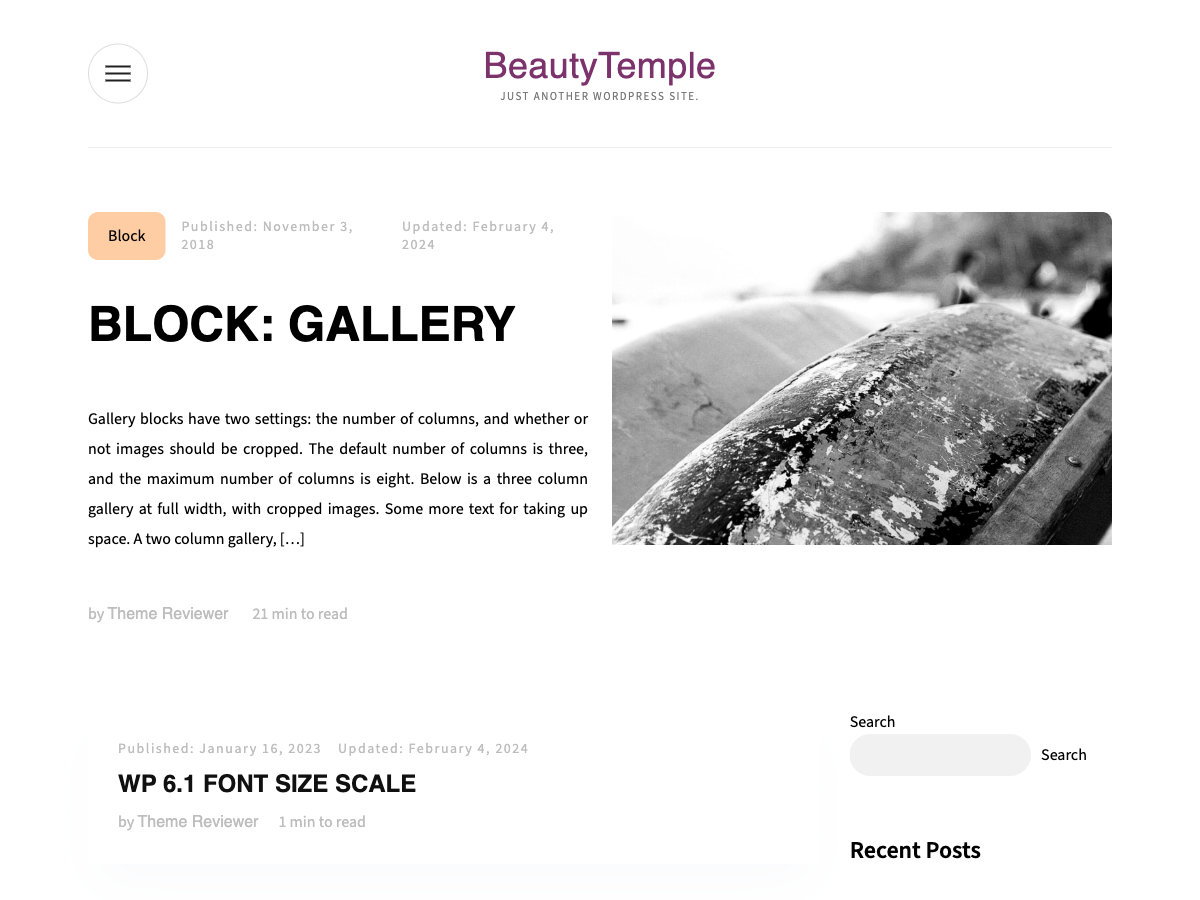 BeautyTemple
JUST ANOTHER WORDPRESS SITE.
Block
Published: November 3,
2018
Updated: February 4,
2024
BLOCK: GALLERY
Gallery blocks have two settings: the number of columns, and whether or
not images should be cropped. The default number of columns is three,
and the maximum number of columns is eight. Below is a three column
gallery at full width, with cropped images. Some more text for taking up
space. A two column gallery, […]
by Theme Reviewer 21 min to read
Published: January 16, 2023 Updated: February 4, 2024
WP 6.1 FONT SIZE SCALE
by Theme Reviewer 1 min to read
Search
Search
Recent Posts